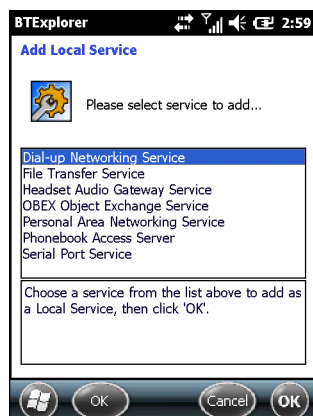 BTExplorer 2:59
Add Local Service
Please select service to add...
Dial-up Networking Service
File Transfer Service
Headset Audio Gateway Service
OBEX Object Exchange Service
Personal Area Networking Service
Phonebook Access Server
Serial Port Service
Choose a service from the list above to add as
a Local Service, then click 'OK'.
OK Cancel OK